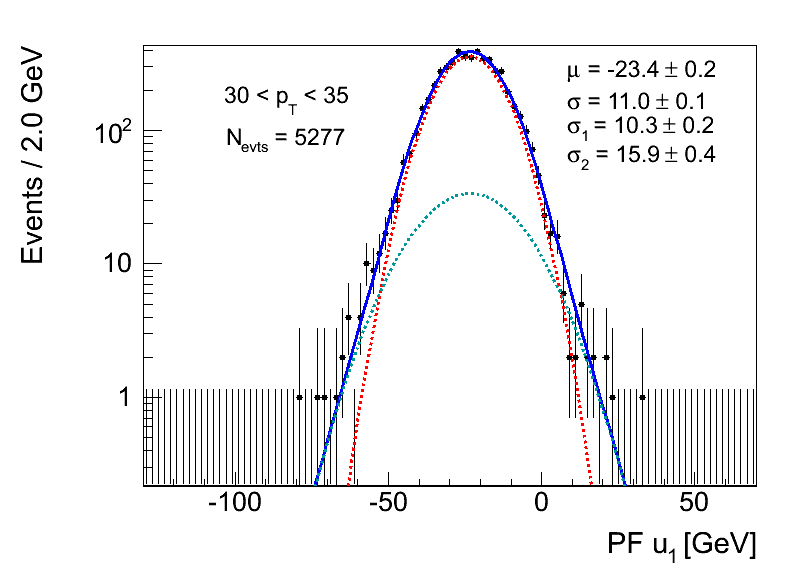 Events / 2.0 GeV
30 < p_T < 35
N_evts = 5277
μ = -23.4 ± 0.2
σ = 11.0 ± 0.1
σ_1 = 10.3 ± 0.2
σ_2 = 15.9 ± 0.4
10^2
10
1
-100 -50 0 50
PF u_1 [GeV]